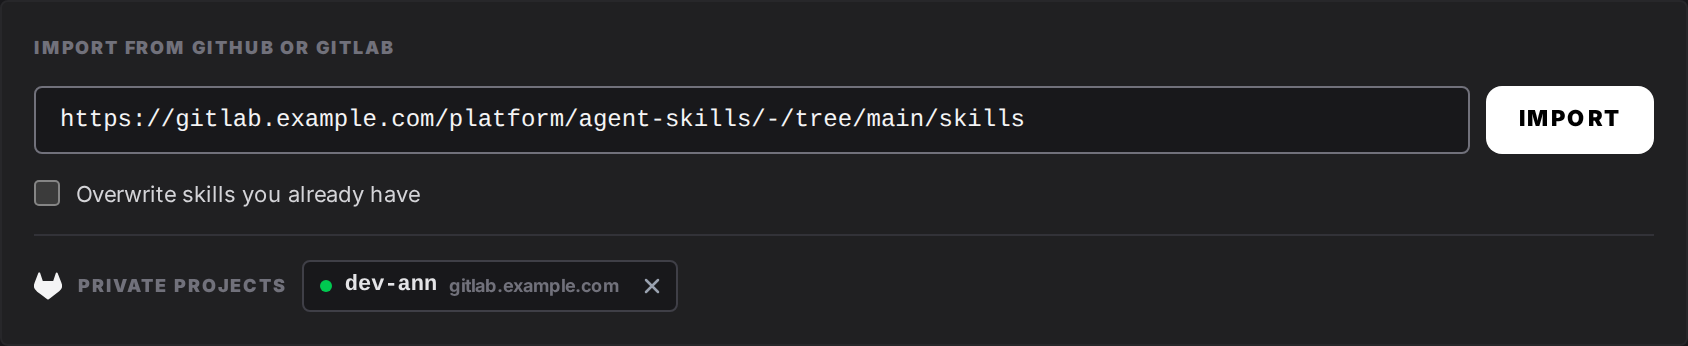 IMPORT FROM GITHUB OR GITLAB
https://gitlab.example.com/platform/agent-skills/-/tree/main/skills
IMPORT
Overwrite skills you already have
PRIVATE PROJECTS
dev-ann gitlab.example.com